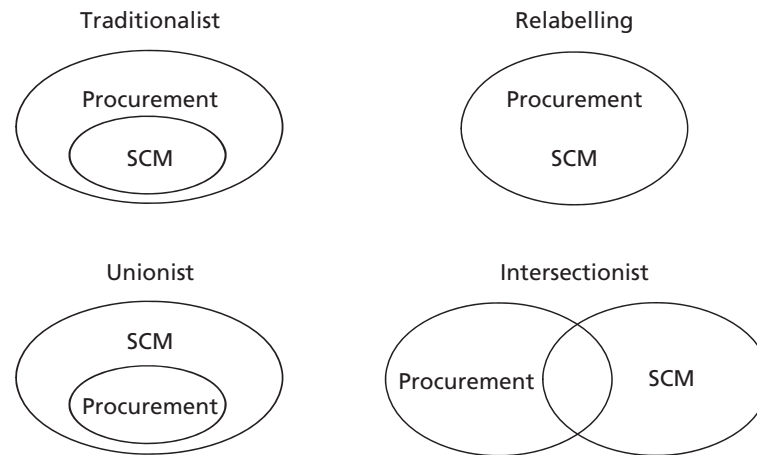 Traditionalist
Procurement
SCM
Relabelling
Procurement
SCM
Unionist
SCM
Procurement
Intersectionist
Procurement
SCM